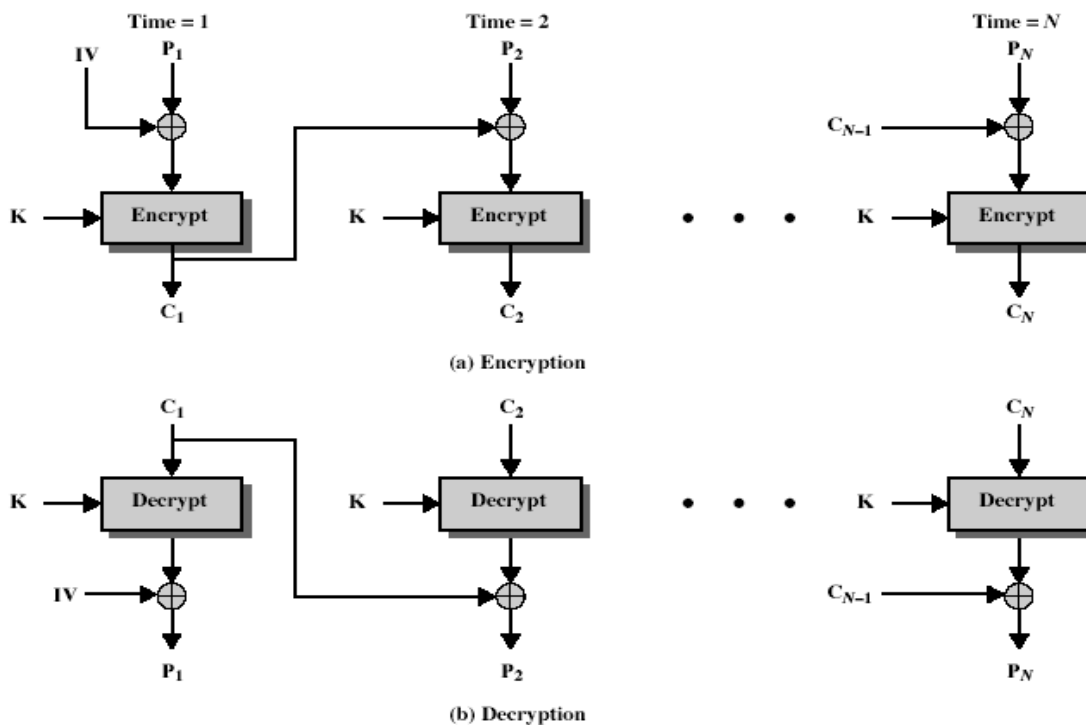 Time = 1 Time = 2 Time = N
IV P1 P2 PN
CN–1
K Encrypt K Encrypt • • • K Encrypt
C1 C2 CN
(a) Encryption
C1 C2 CN
K Decrypt K Decrypt • • • K Decrypt
IV CN–1
P1 P2 PN
(b) Decryption